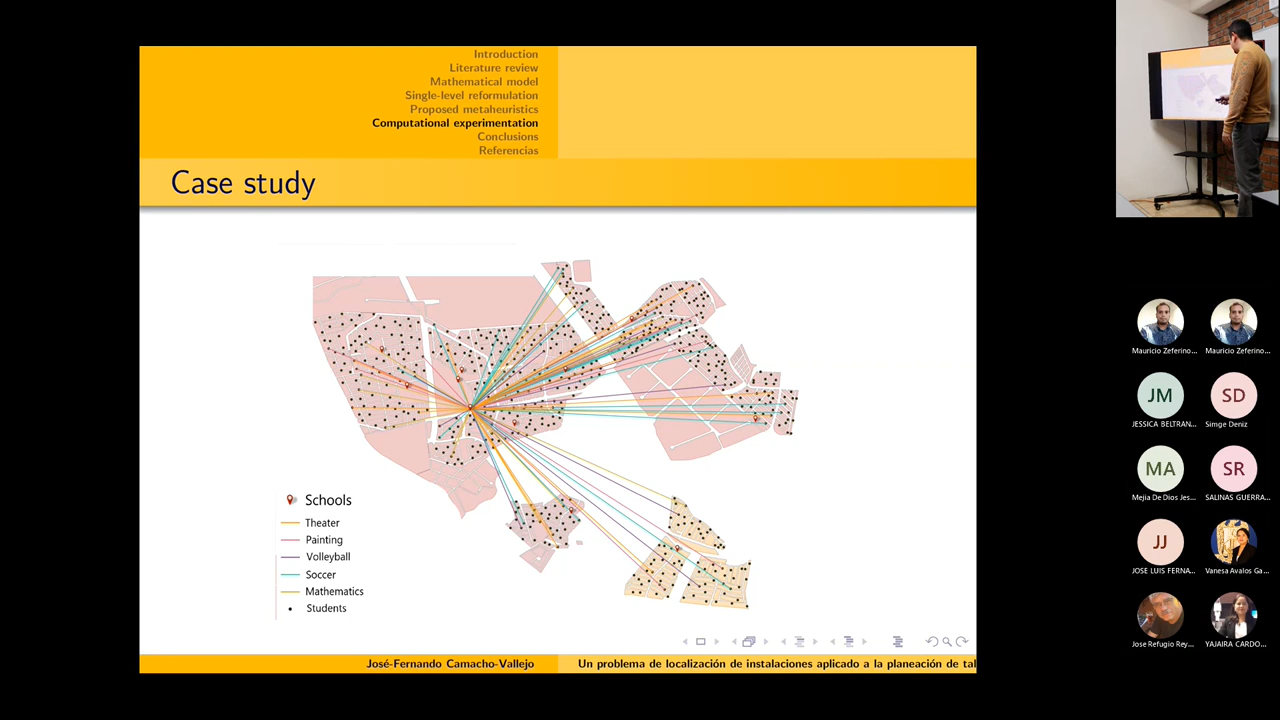 Introduction
Literature review
Mathematical model
Single-level reformulation
Proposed metaheuristics
Computational experimentation
Conclusions
Referencias
Case study
Schools
Theater
Painting
Volleyball
Soccer
Mathematics
Students
José-Fernando Camacho-Vallejo
Un problema de localización de instalaciones aplicado a la planeación de tal
Mauricio Zeferino...
Mauricio Zeferino...
JM
SD
JESSICA BELTRAN...
Simge Deniz
MA
SR
Mejia De Dios Jes...
SALINAS GUERRA...
JJ
JOSE LUIS FERNA...
Vanesa Avalos Ga...
Jose Refugio Rey...
YAJAIRA CARDO...